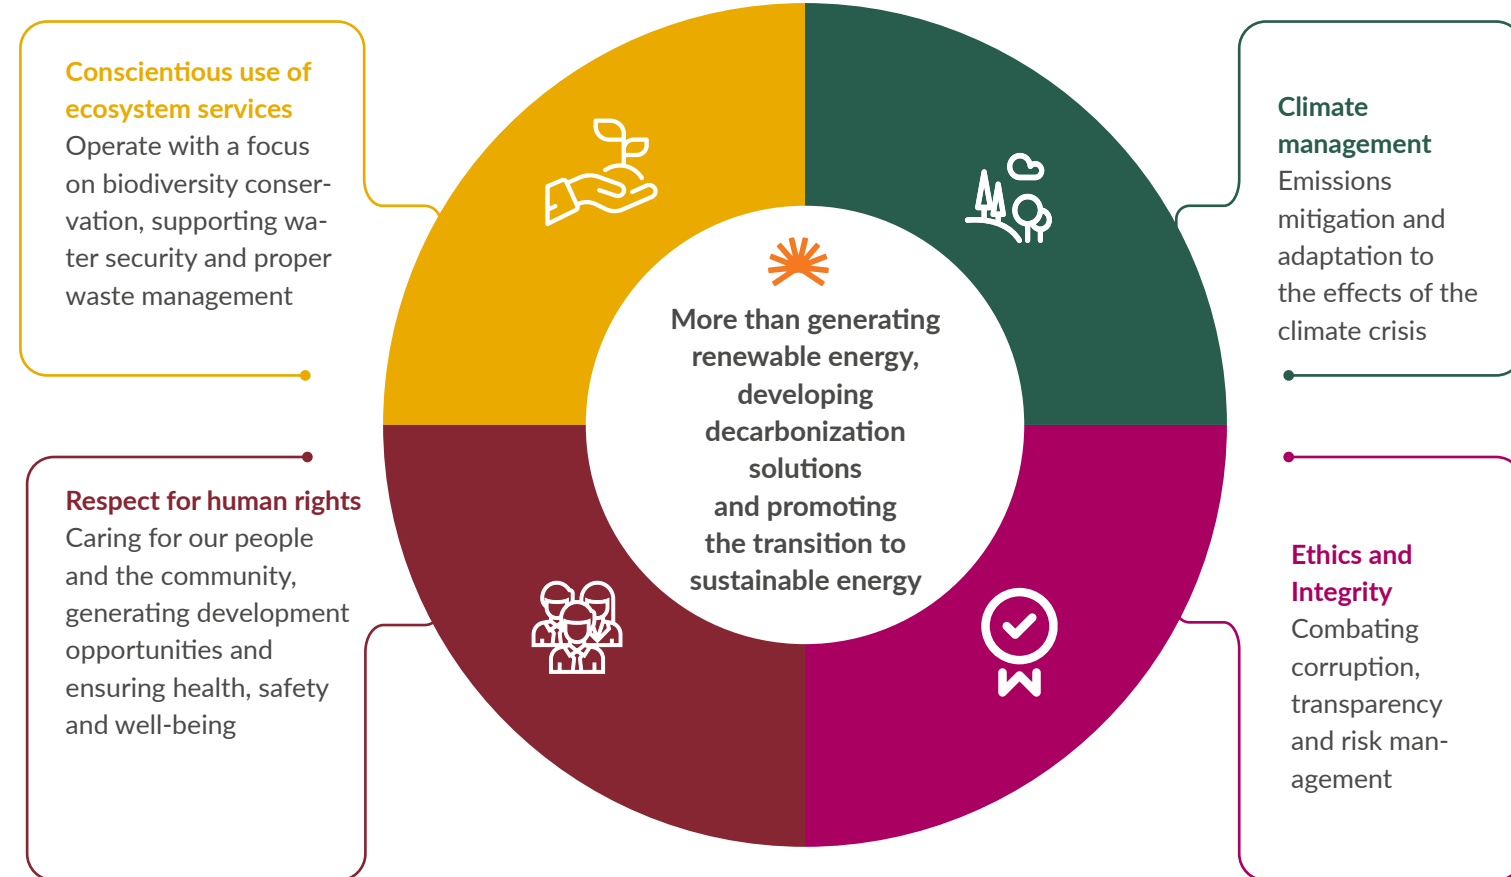 Conscientious use of
ecosystem services
Operate with a focus
on biodiversity conser-
vation, supporting wa-
ter security and proper
waste management
Climate
management
Emissions
mitigation and
adaptation to
the effects of the
climate crisis
More than generating
renewable energy,
developing
decarbonization
solutions
and promoting
the transition to
sustainable energy
Respect for human rights
Caring for our people
and the community,
generating development
opportunities and
ensuring health, safety
and well-being
Ethics and
Integrity
Combating
corruption,
transparency
and risk man-
agement